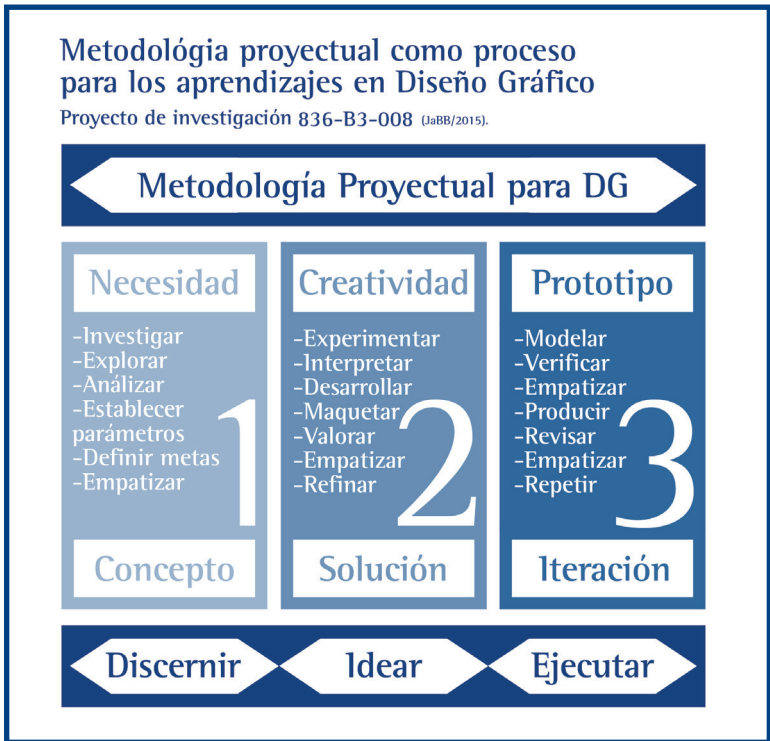 Metodológia proyectual como proceso
para los aprendizajes en Diseño Gráfico
Proyecto de investigación 836-B3-008 (JaBB/2015).
Metodología Proyectual para DG
Necesidad
-Investigar
-Explorar
-Análizar
-Establecer
parámetros
-Definir metas
-Empatizar
1
Concepto
Creatividad
-Experimentar
-Interpretar
-Desarrollar
-Maquetar
-Valorar
-Empatizar
-Refinar
2
Solución
Prototipo
-Modelar
-Verificar
-Empatizar
-Producir
-Revisar
-Empatizar
-Repetir
3
Iteración
Discernir
Idear
Ejecutar